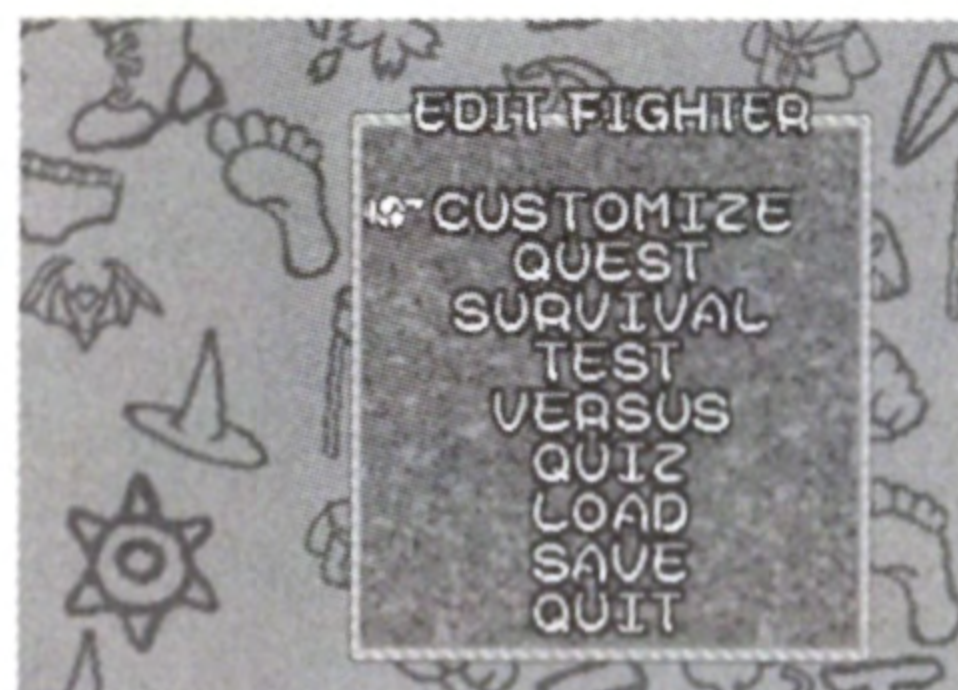 EDIT FIGHTER
CUSTOMIZE
QUEST
SURVIVAL
TEST
VERSUS
QUIZ
LOAD
SAVE
QUIT